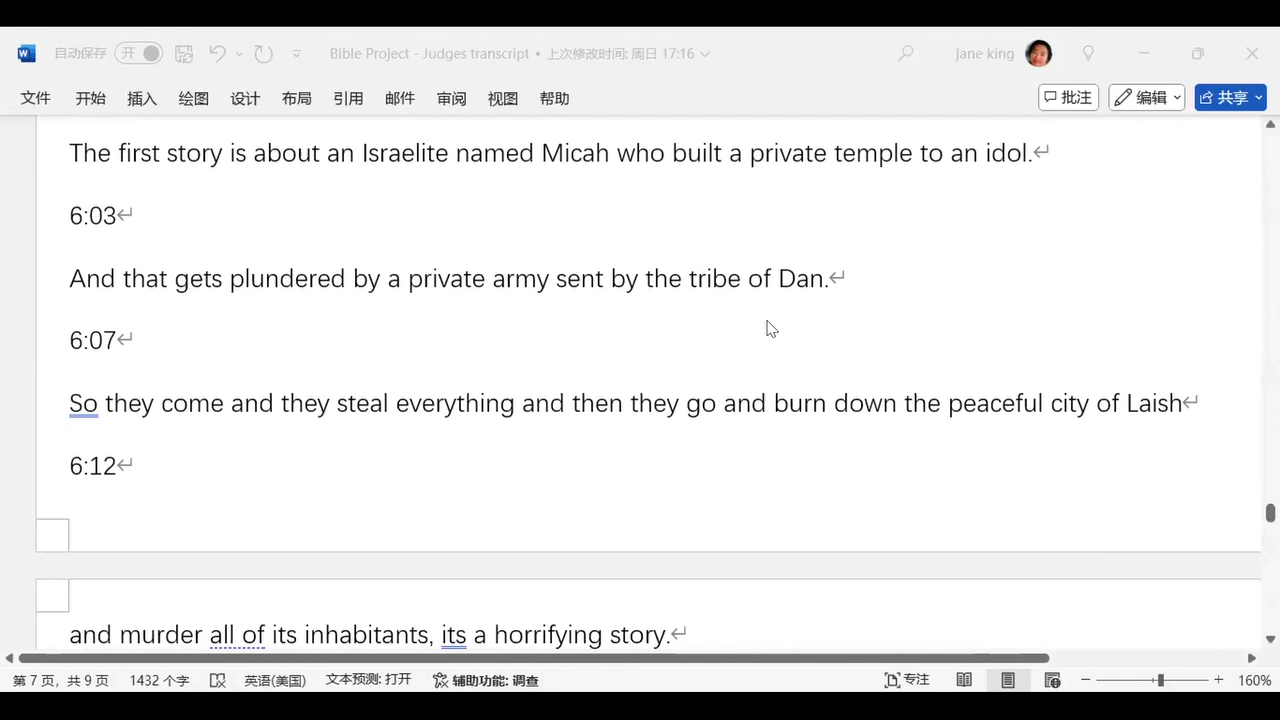 自动保存 开 Bible Project - Judges transcript • 上次修改时间: 周日 17:16 jane king
文件 开始 插入 绘图 设计 布局 引用 邮件 审阅 视图 帮助 批注 编辑 共享
The first story is about an Israelite named Micah who built a private temple to an idol.↵
6:03↵
And that gets plundered by a private army sent by the tribe of Dan.↵
6:07↵
So they come and they steal everything and then they go and burn down the peaceful city of Laish↵
6:12↵
and murder all of its inhabitants, its a horrifying story.↵
第 7 页，共 9 页 1432 个字 英语(美国) 文本预测: 打开 辅助功能: 调查 专注 160%